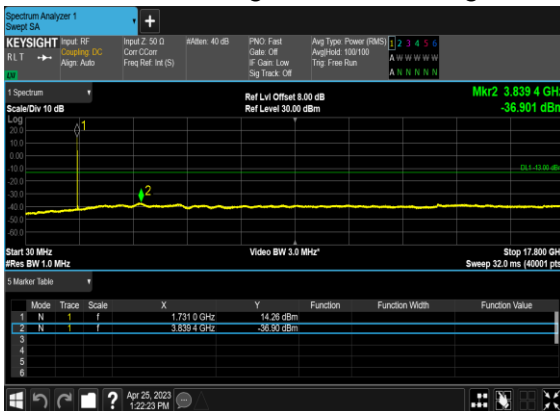 Spectrum Analyzer 1
Swept SA
KEYSIGHT Input: RF Input Z: 50 Ω #Atten: 40 dB PNO: Fast Avg Type: Power (RMS) 1 2 3 4 5 6
RLT Coupling: DC Corr CCorr Gate: Off Avg|Hold: 100/100 A W W W W W
Align: Auto Freq Ref: Int (S) IF Gain: Low Trig: Free Run
Sig Track: Off A N N N N N
LV
1 Spectrum Ref Lvl Offset 8.00 dB Mkr2 3.839 4 GHz
Scale/Div 10 dB Ref Level 30.00 dBm -36.901 dBm
Log
20.0 1
10.0
0.00
-10.0 DL1 -13.00 dBm
-20.0
-30.0 2
-40.0
-50.0
-60.0
Start 30 MHz Video BW 3.0 MHz* Stop 17.800 GHz
#Res BW 1.0 MHz Sweep 32.0 ms (40001 pts)
5 Marker Table
Mode Trace Scale X Y Function Function Width Function Value
1 N 1 f 1.731 0 GHz 14.26 dBm
2 N 1 f 3.839 4 GHz -36.90 dBm
3
4
5
6
? Apr 25, 2023
1:22:23 PM